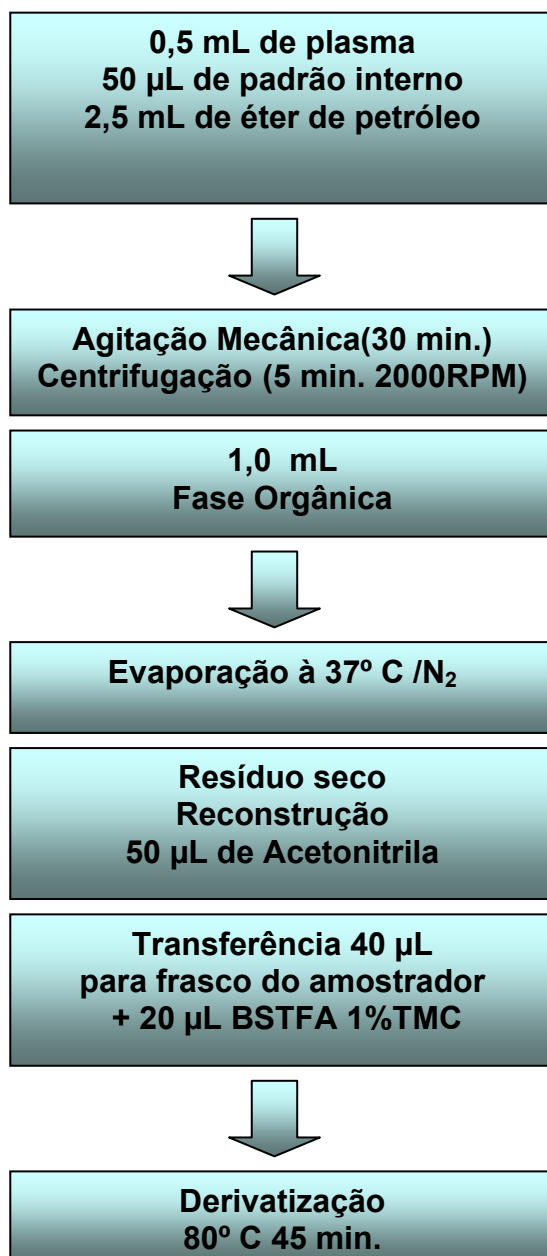 0,5 mL de plasma
50 µL de padrão interno
2,5 mL de éter de petróleo
Agitação Mecânica(30 min.)
Centrifugação (5 min. 2000RPM)
1,0 mL
Fase Orgânica
Evaporação à 37º C /N₂
Resíduo seco
Reconstrução
50 µL de Acetonitrila
Transferência 40 µL
para frasco do amostrador
+ 20 µL BSTFA 1%TMC
Derivatização
80º C 45 min.